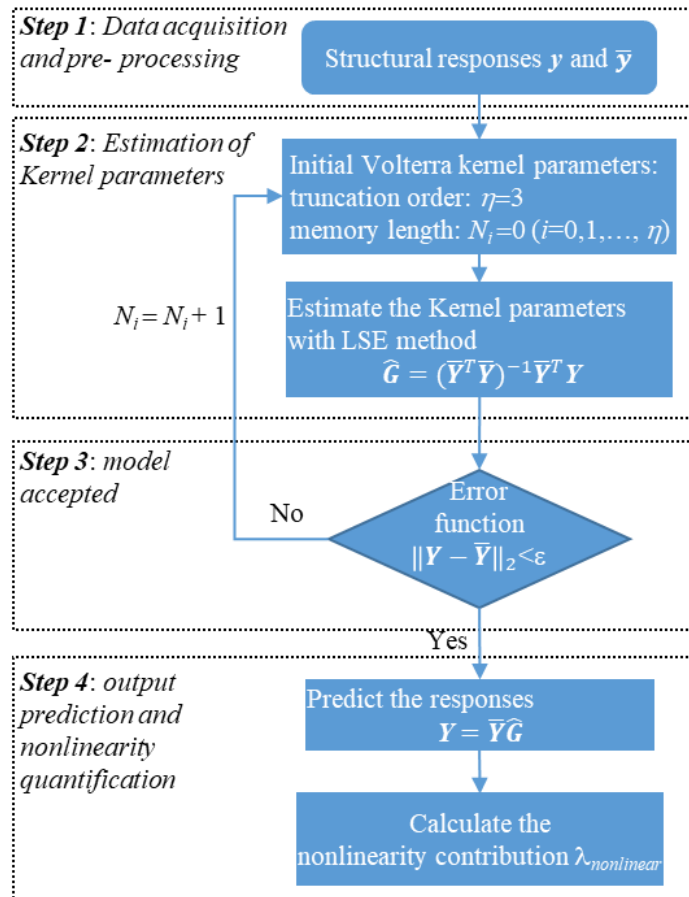 Step 1: Data acquisition
and pre- processing
Structural responses y and ȳ
Step 2: Estimation of
Kernel parameters
Initial Volterra kernel parameters:
truncation order: η=3
memory length: Nᵢ=0 (i=0,1,…, η)
Nᵢ = Nᵢ + 1
Estimate the Kernel parameters
with LSE method
Ĝ = (Ȳᵀ Ȳ)⁻¹ Ȳᵀ Y
Step 3: model
accepted
No
Error
function
‖Y − Ȳ‖₂<ε
Yes
Step 4: output
prediction and
nonlinearity
quantification
Predict the responses
Y = ȲĜ
Calculate the
nonlinearity contribution λnonlinear